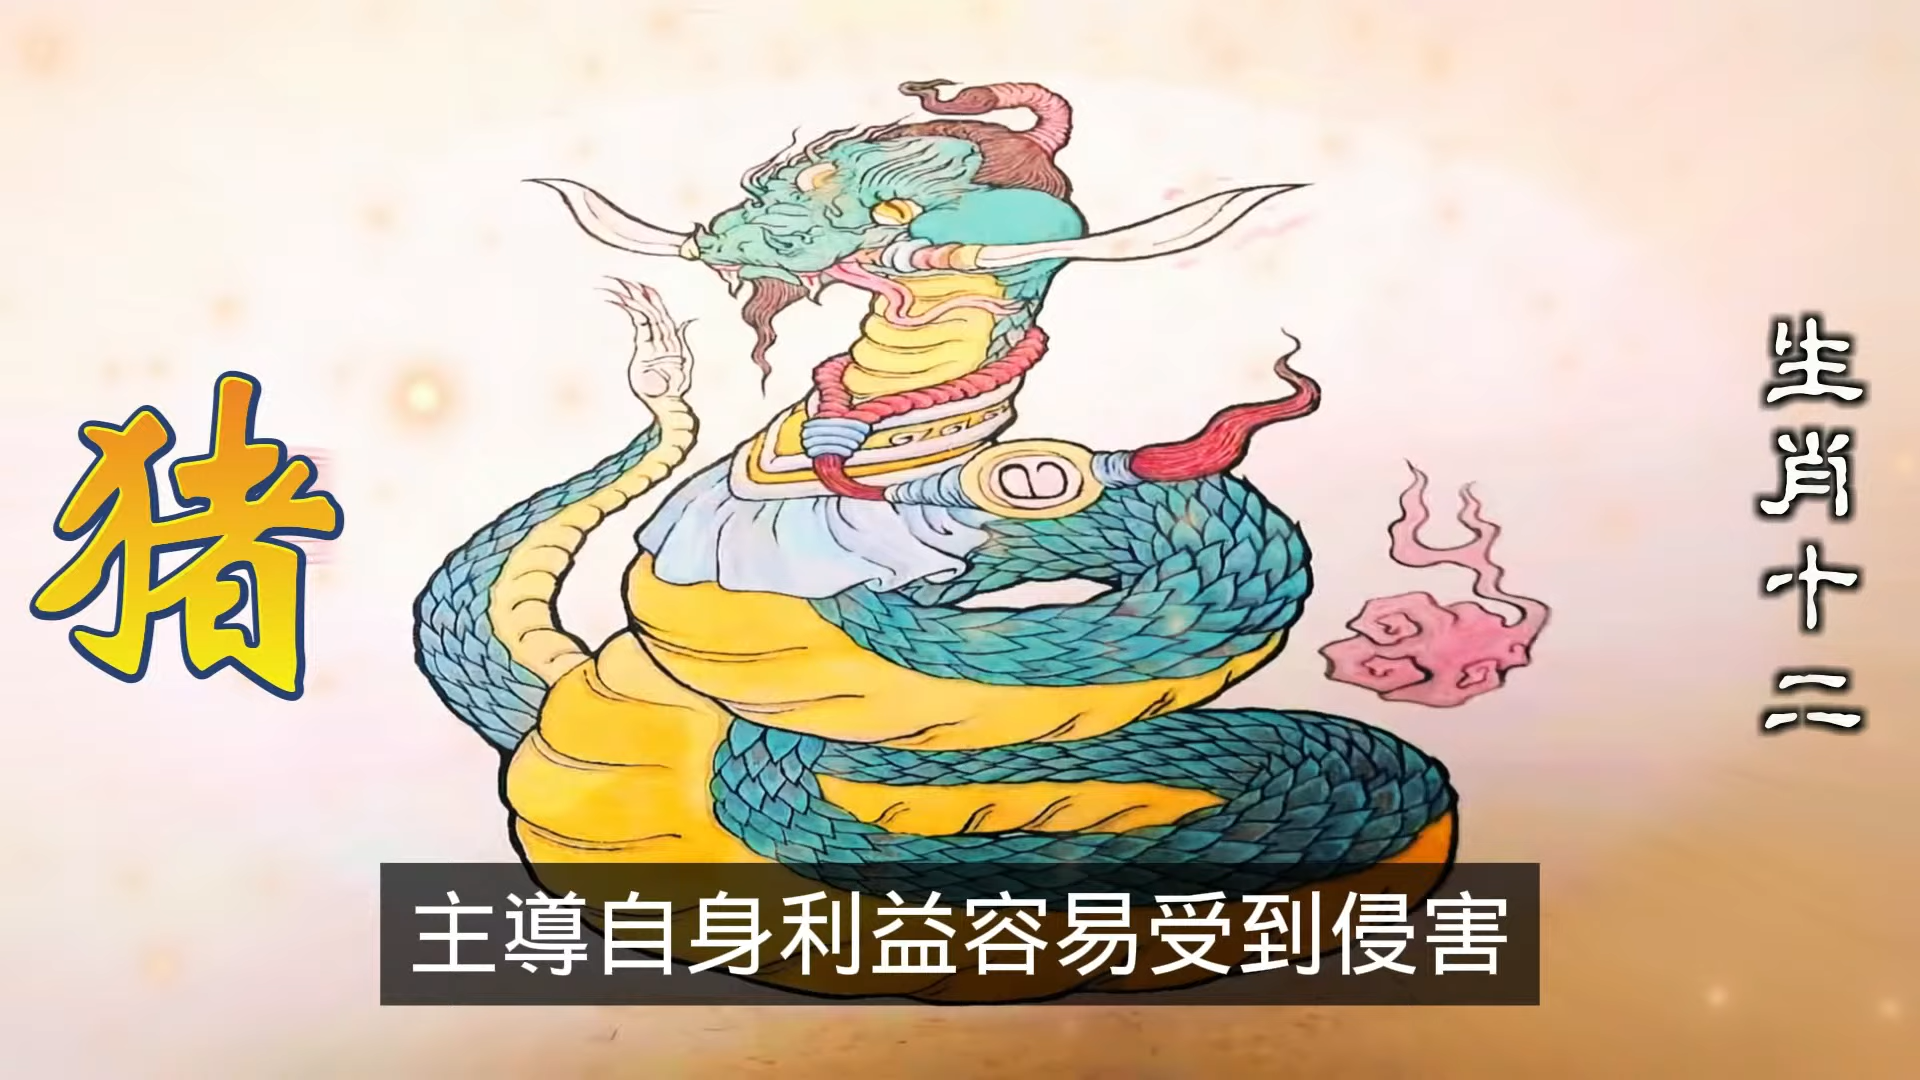 猪
生肖十二
主導自身利益容易受到侵害